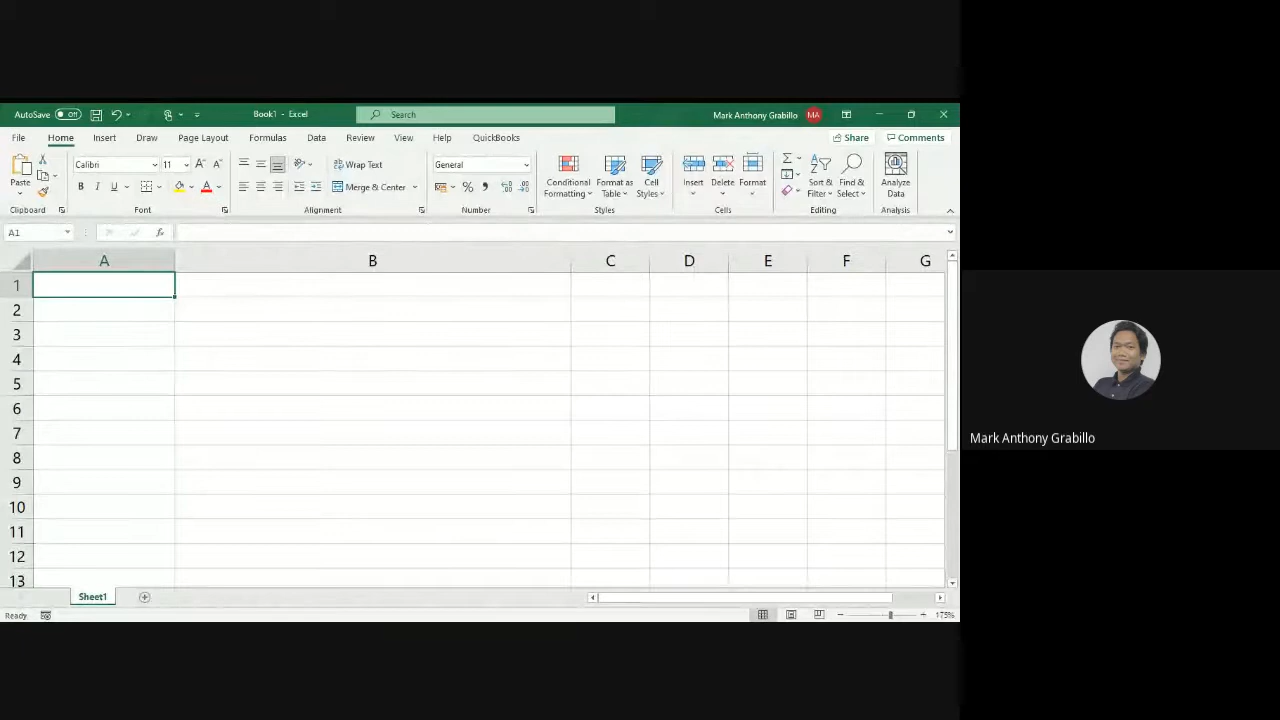 AutoSave Off Book1 - Excel Search Mark Anthony Grabillo MA
File Home Insert Draw Page Layout Formulas Data Review View Help QuickBooks Share Comments
Paste Calibri 11 A A Wrap Text General Conditional Formatting Format as Table Cell Styles Insert Delete Format Sort & Filter Find & Select Analyze Data
B I U A Merge & Center % 
Clipboard Font Alignment Number Styles Cells Editing Analysis
A1 fx
A B C D E F G
1
2
3
4
5
6
7
8
9
10
11
12
13
Sheet1
Ready 175%
Mark Anthony Grabillo